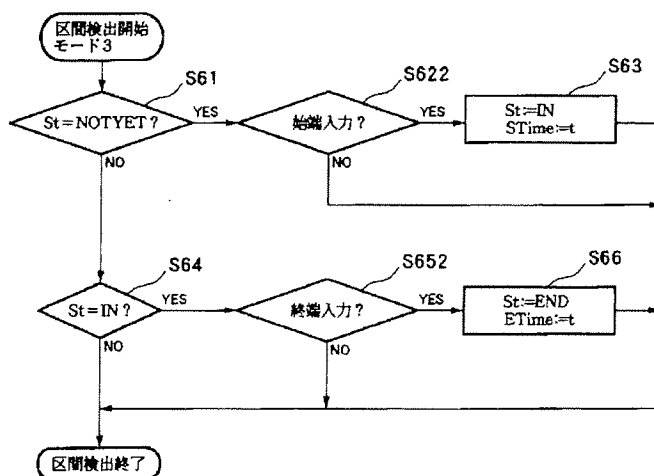 区間検出開始
モード3
S61
S622
S63
St=NOTYET?
YES
始端入力?
YES
St:=IN
STime:=t
NO
NO
S64
S652
S66
St=IN?
YES
終端入力?
YES
St:=END
ETime:=t
NO
NO
区間検出終了